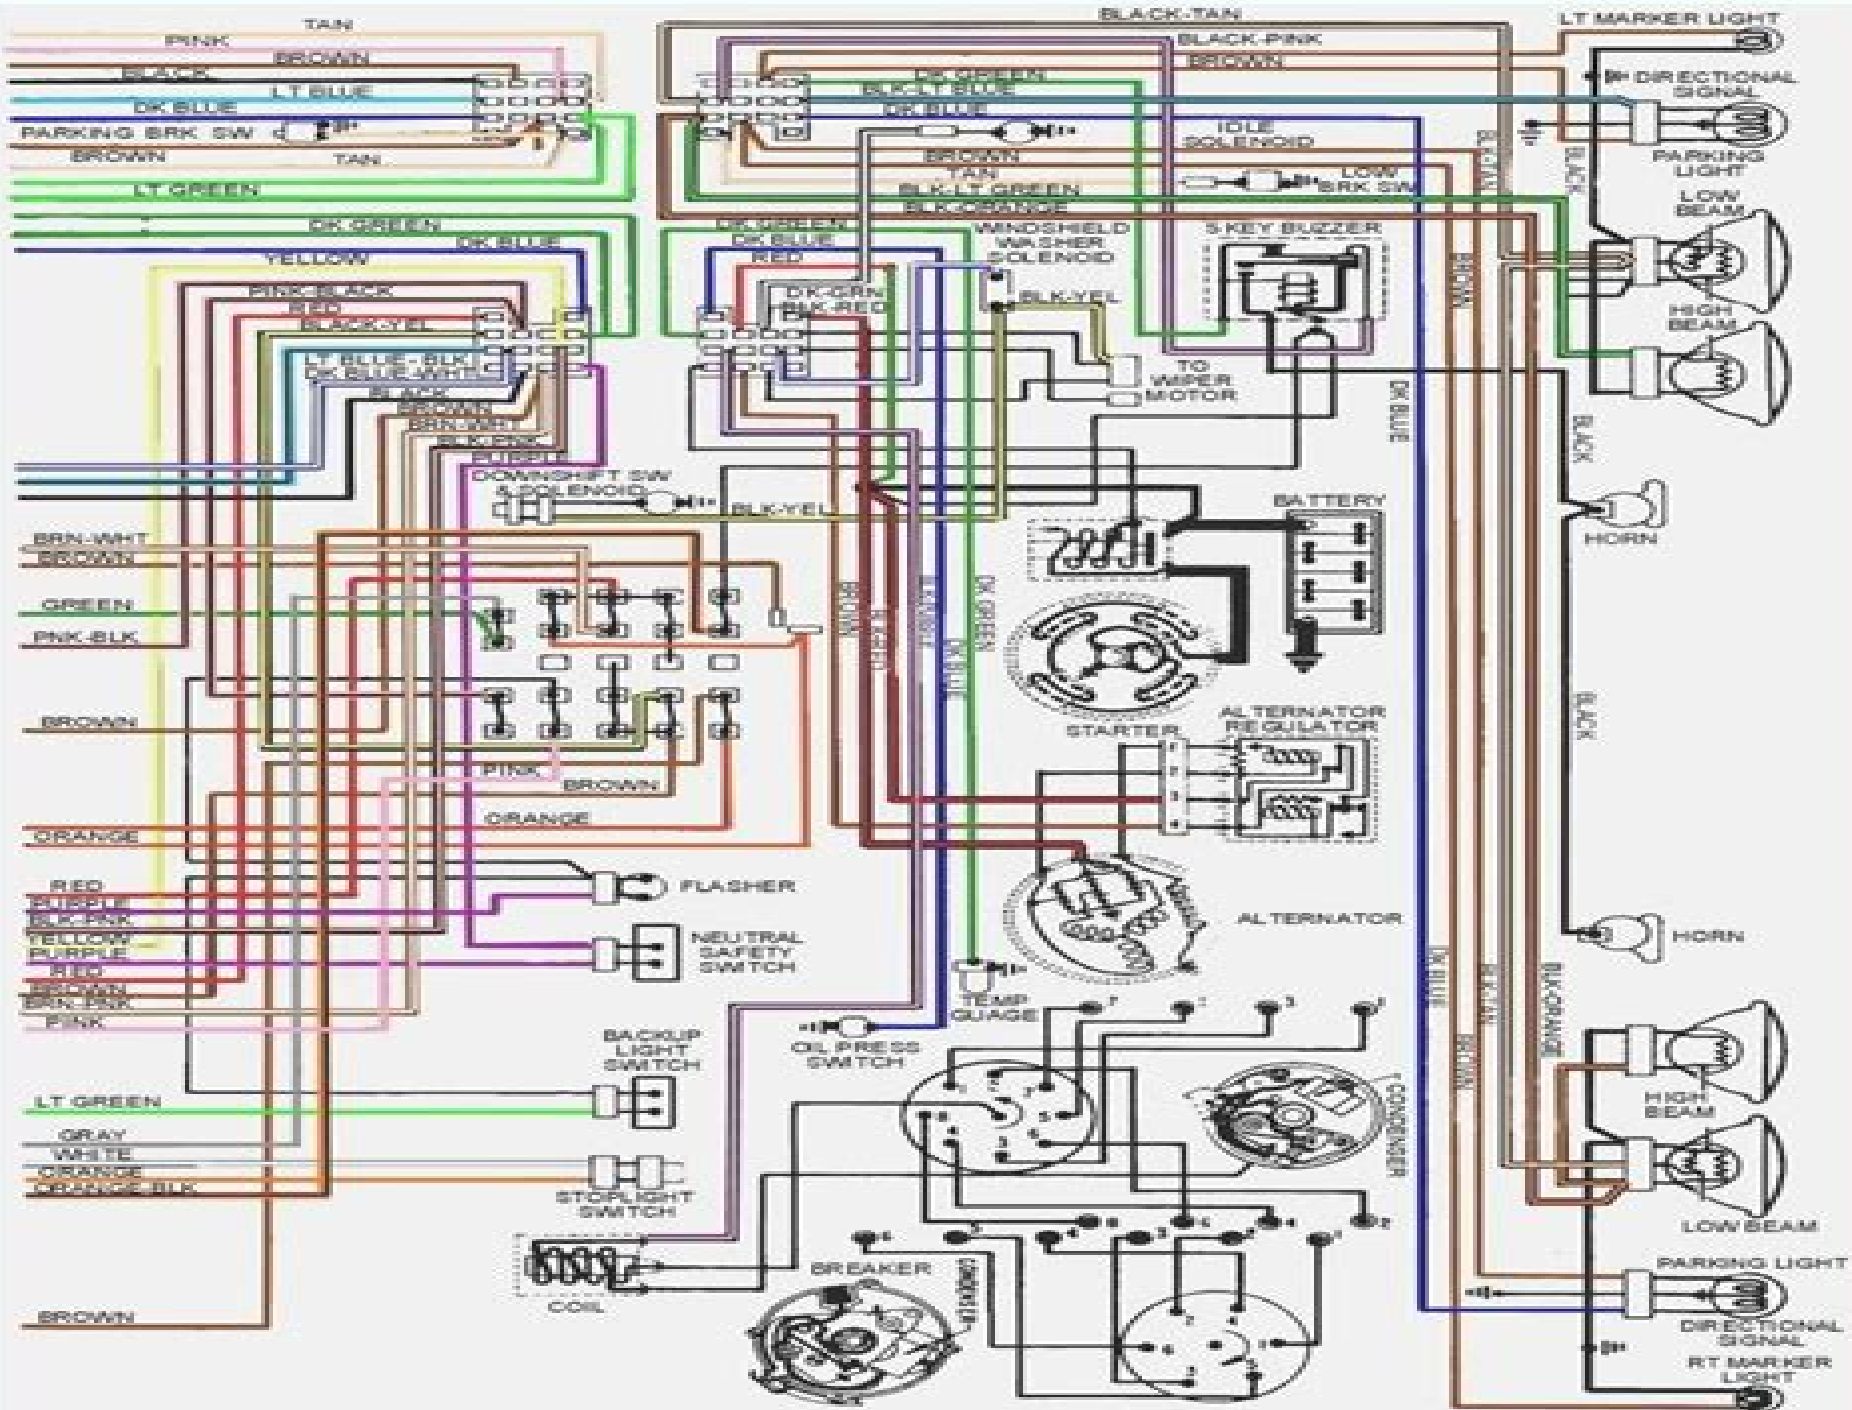 TAN
PINK
BROWN
BLACK
LT BLUE
DK BLUE
PARKING BRK SW
BROWN
TAN
LT GREEN
DK GREEN
DK BLUE
YELLOW
PINK-BLACK
RED
BLACK-YEL
LT BLUE-BLK
DK BLUE-WHT
BLACK
BROWN
BRN-WHT
BLK-PNK
PURPLE
DOWNSHIFT SW
& SOLENOID
BLK-YEL
BRN-WHT
BROWN
GREEN
PNK-BLK
BROWN
PINK
BROWN
ORANGE
ORANGE
RED
PURPLE
BLK-PNK
YELLOW
PURPLE
RED
BROWN
BRN-PNK
PINK
FLASHER
NEUTRAL
SAFETY
SWITCH
BACKUP
LIGHT
SWITCH
LT GREEN
GRAY
WHITE
ORANGE
ORANGE-BLK
STOPLIGHT
SWITCH
COIL
BROWN
BLACK-TAN
BLACK-PINK
BROWN
DK GREEN
BLK-LT BLUE
DK BLUE
IDLE
SOLENOID
BROWN
TAN
LOW
BRK SW
BLK-LT GREEN
BLK-ORANGE
DK GREEN
DK BLUE
RED
WINDSHIELD
WASHER
SOLENOID
DK-GRN
BLK-RED
BLK-YEL
KEY BUZZER
TO
WIPER
MOTOR
BATTERY
STARTER
ALTERNATOR
REGULATOR
ALTERNATOR
BROWN
DK BLUE
DK GREEN
TEMP
GUAGE
OIL PRESS
SWITCH
CONDENSER
BREAKER
CONDENSER
LT MARKER LIGHT
DIRECTIONAL
SIGNAL
PARKING
LIGHT
LOW
BEAM
HIGH
BEAM
BLK-TAN
BLACK
BROWN
DK BLUE
BLACK
HORN
BLACK
HORN
DK BLUE
BLK-TAN
BLK-ORANGE
BROWN
HIGH
BEAM
LOW BEAM
PARKING LIGHT
DIRECTIONAL
SIGNAL
RT MARKER
LIGHT